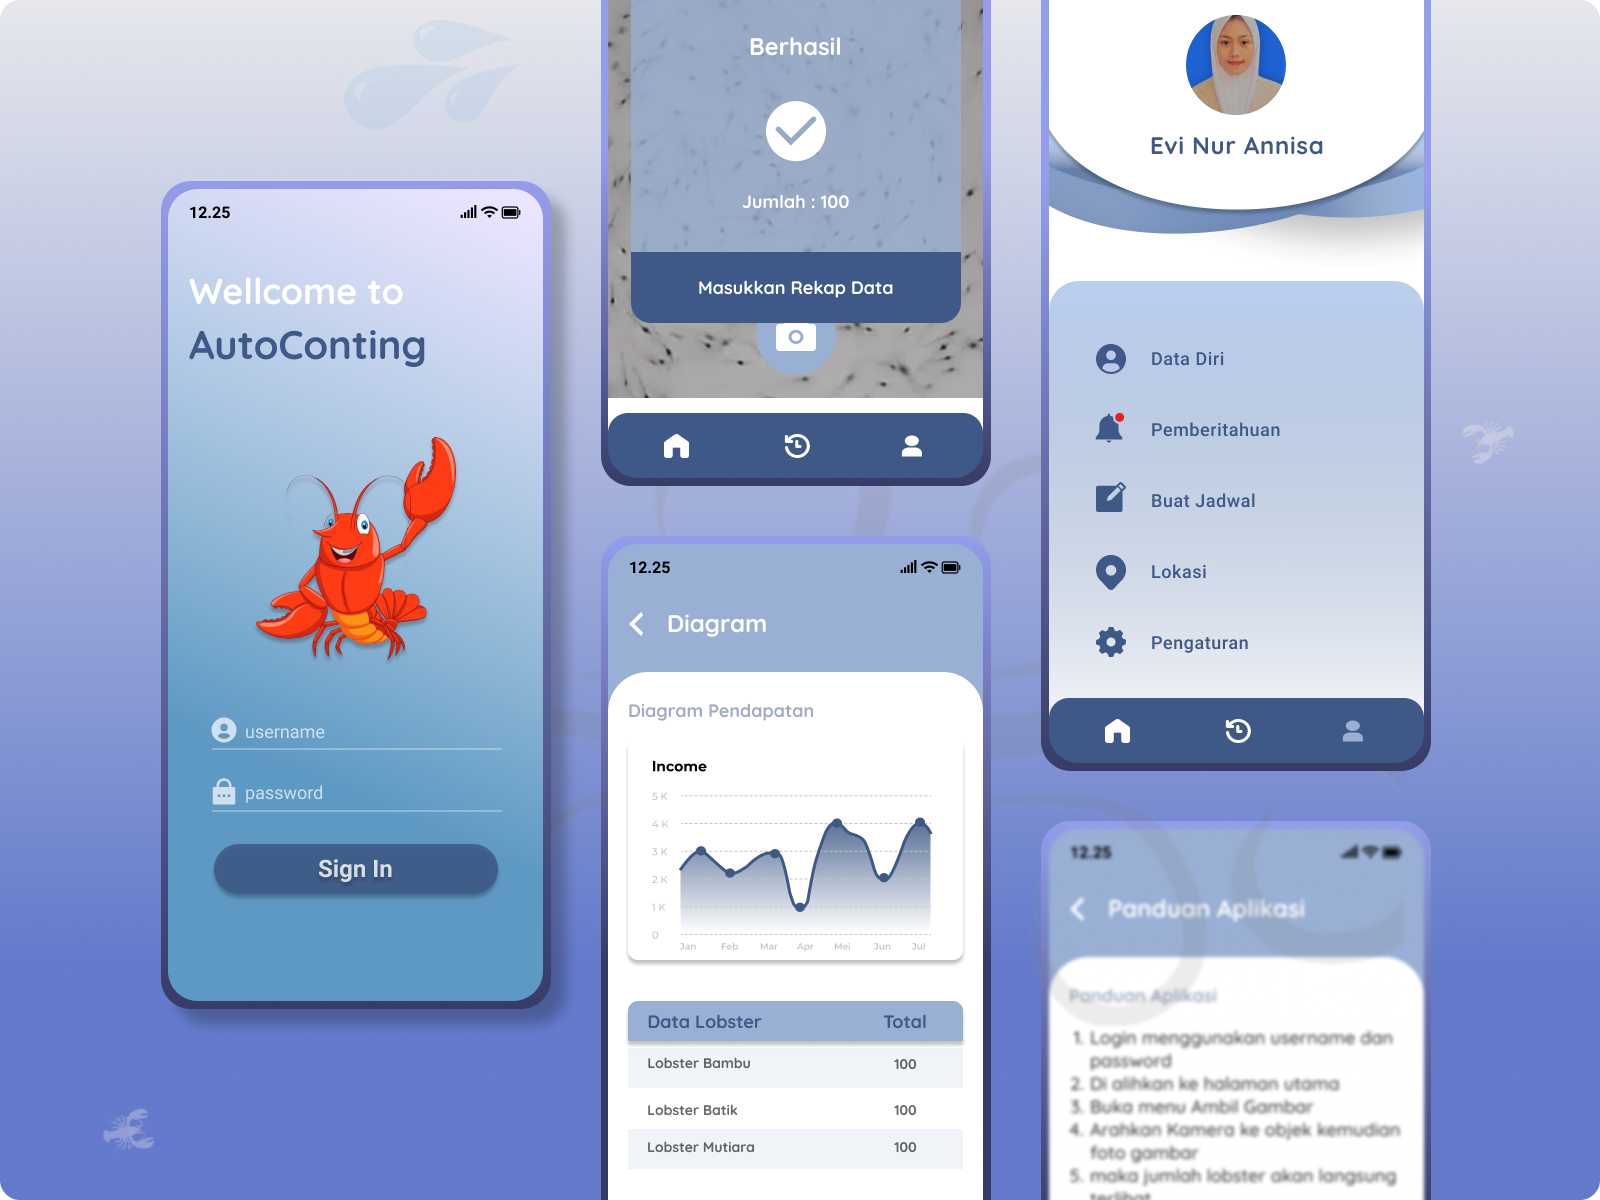 12.25
Wellcome to
AutoConting
username
password
Sign In
Berhasil
Jumlah : 100
Masukkan Rekap Data
12.25
Diagram
Diagram Pendapatan
Income
5 K
4 K
3 K
2 K
1 K
0
Jan Feb Mar Apr Mei Jun Jul
Data Lobster Total
Lobster Bambu 100
Lobster Batik 100
Lobster Mutiara 100
Evi Nur Annisa
Data Diri
Pemberitahuan
Buat Jadwal
Lokasi
Pengaturan
12.25
Panduan Aplikasi
Panduan Aplikasi
1. Login menggunakan username dan
password
2. Di alihkan ke halaman utama
3. Buka menu Ambil Gambar
4. Arahkan Kamera ke objek kemudian
foto gambar
5. maka jumlah lobster akan langsung
terlihat